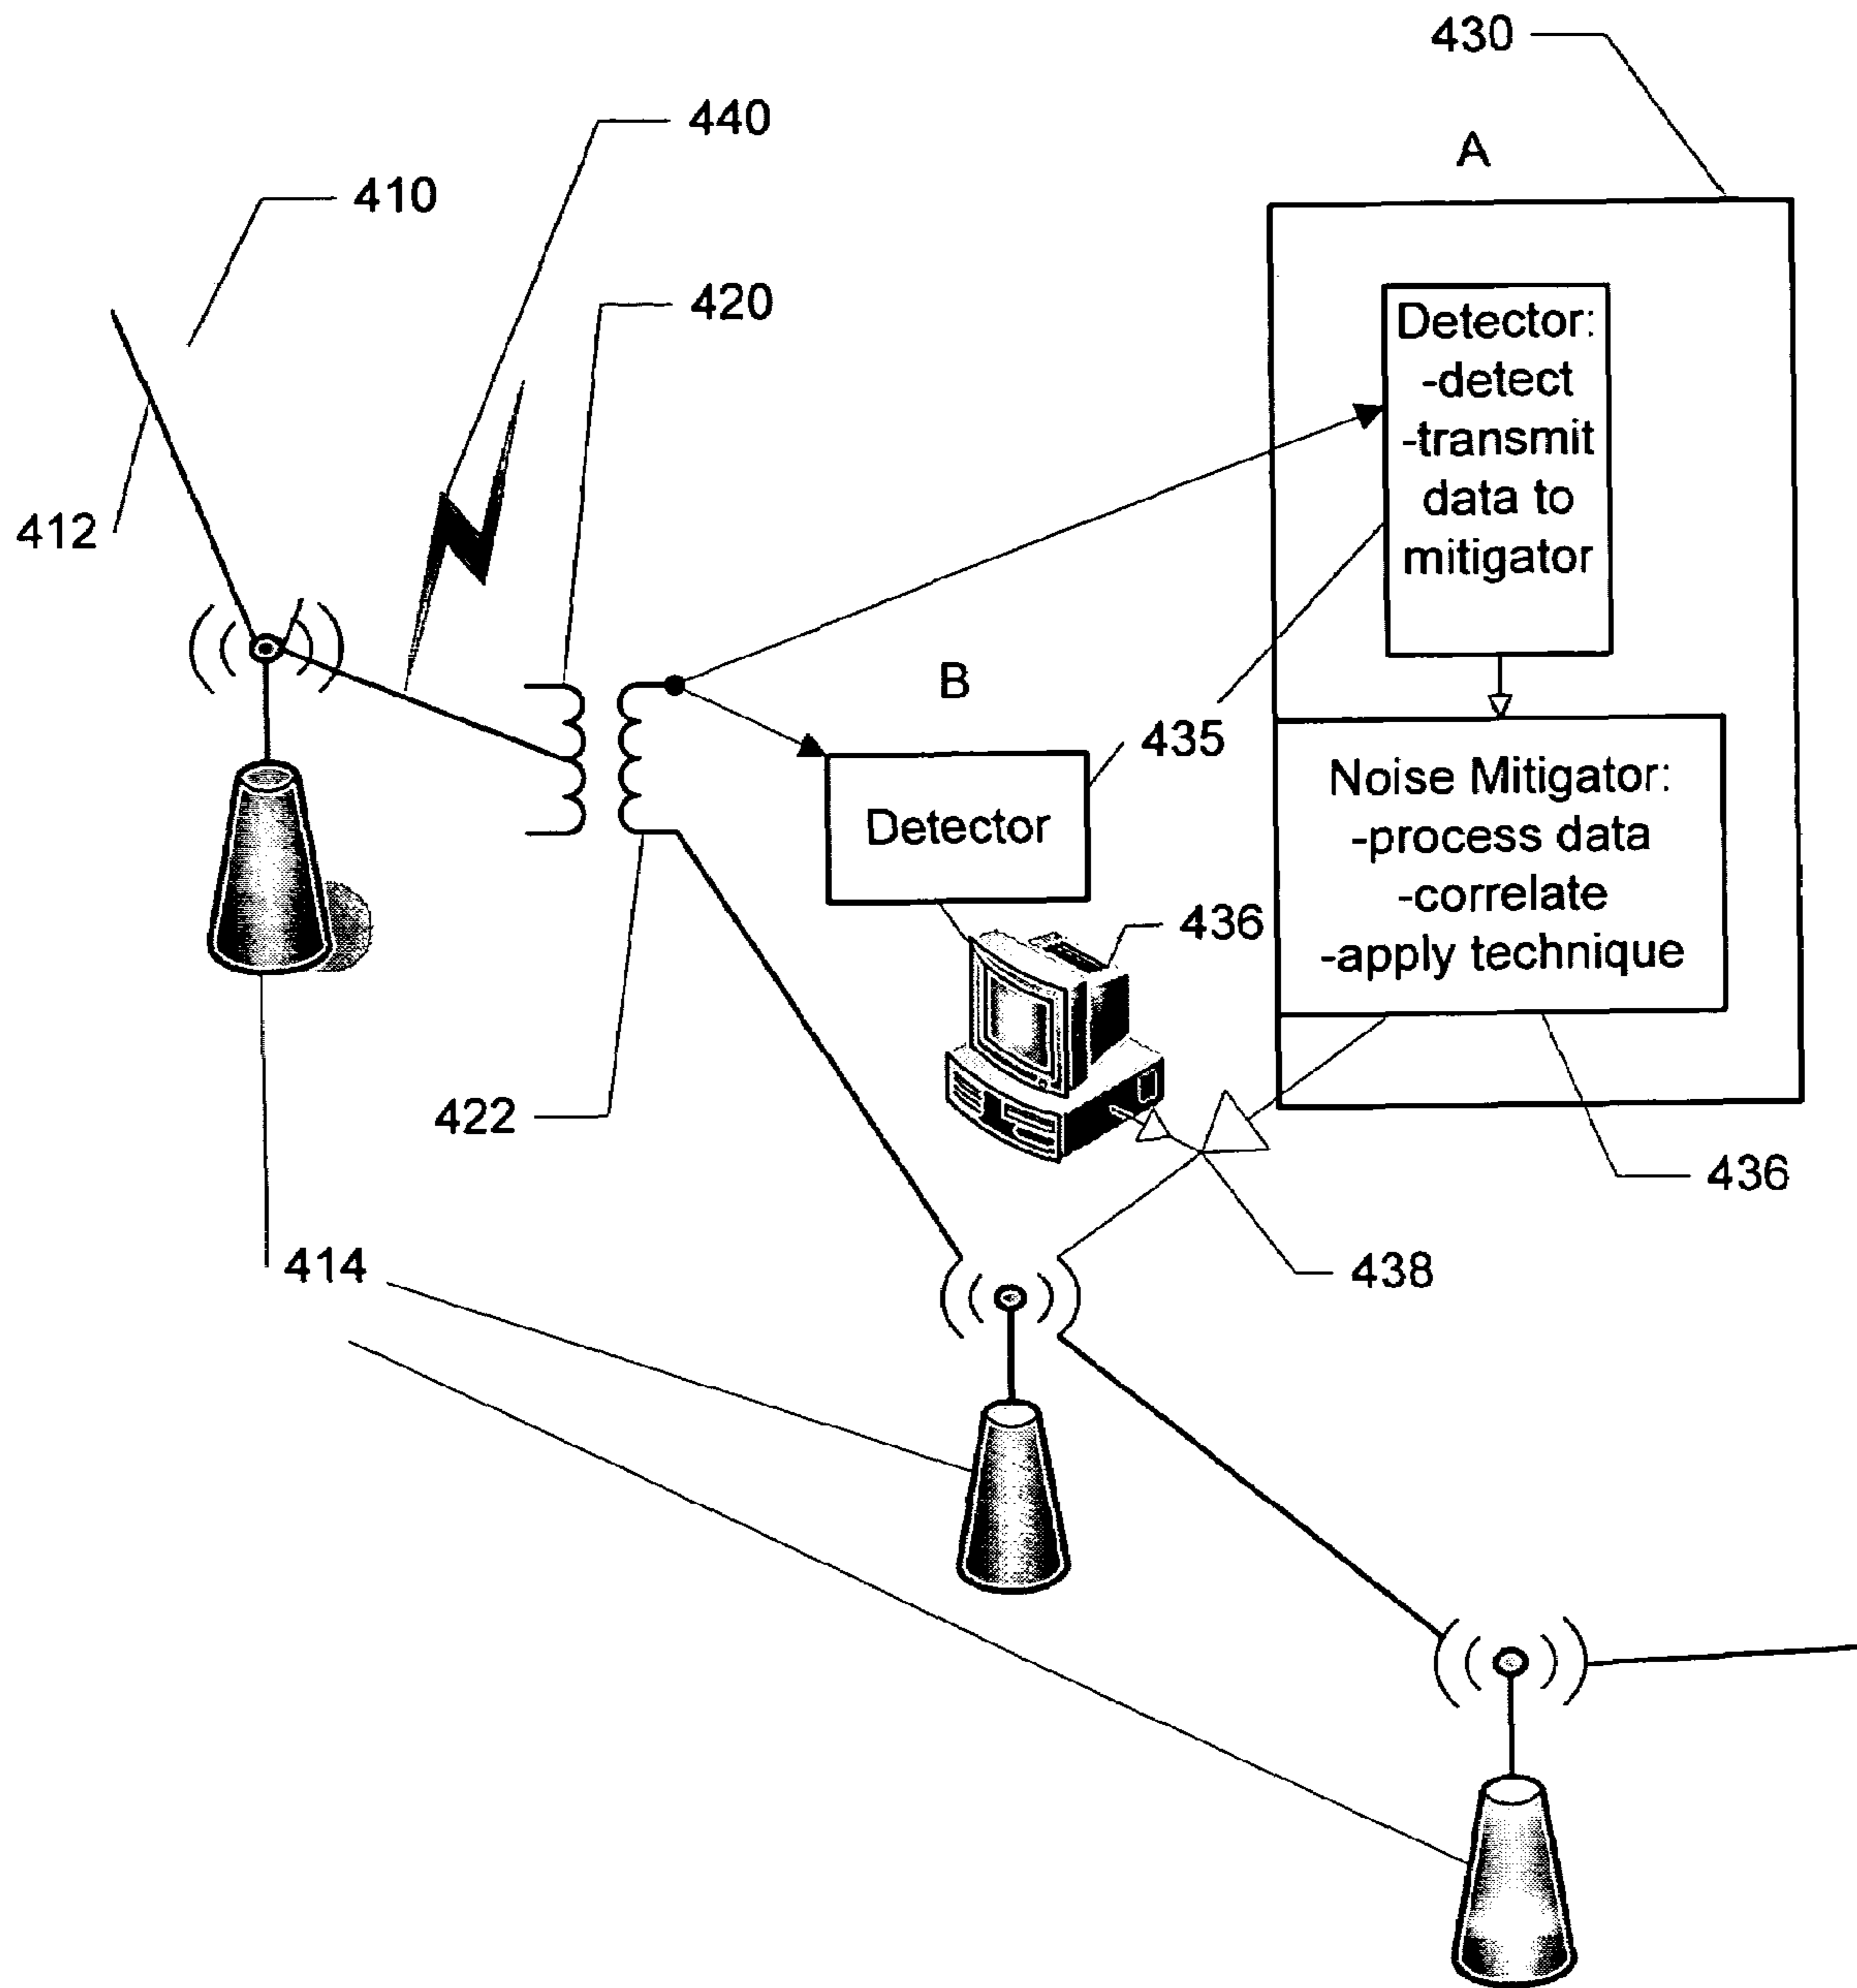 430
440
A
410
420
Detector:
-detect
-transmit
data to
mitigator
412
B
435
Detector
Noise Mitigator:
-process data
-correlate
-apply technique
436
422
436
414
438